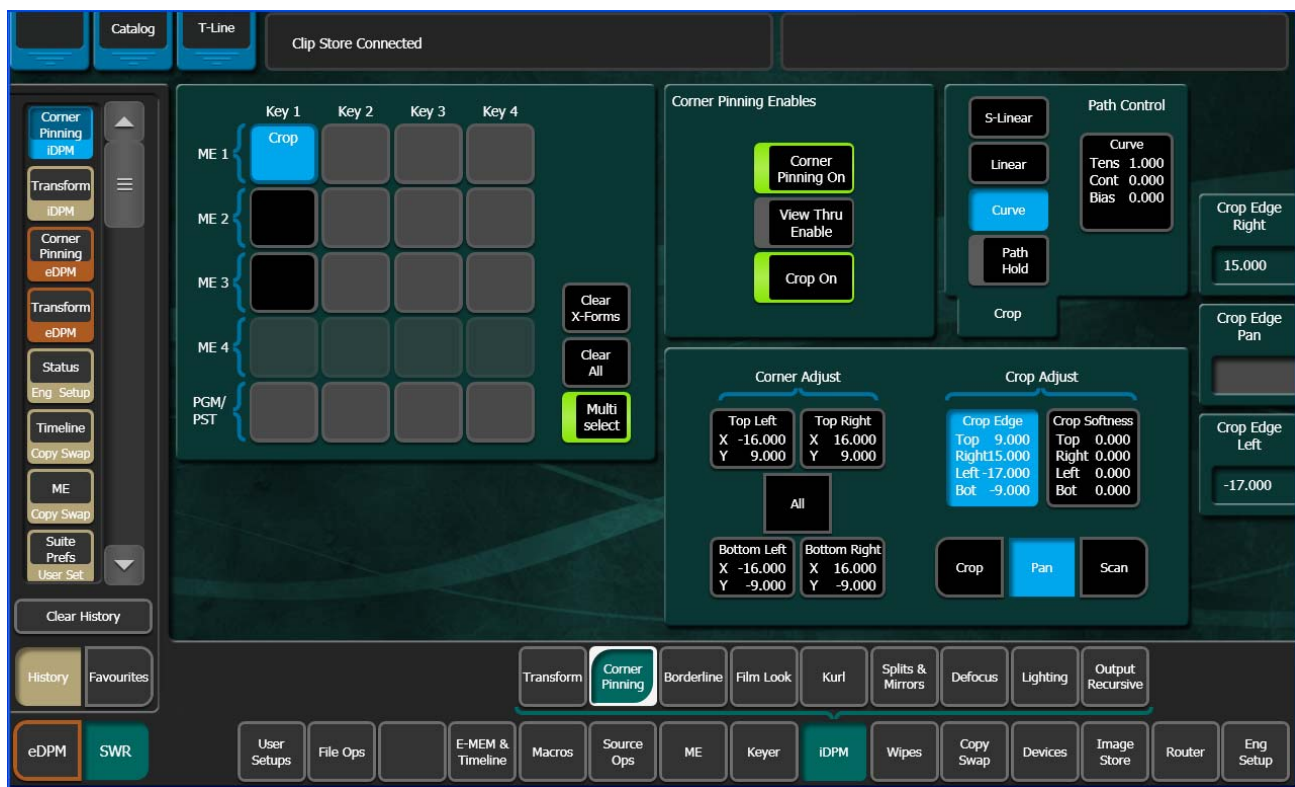 Catalog
T-Line
Clip Store Connected
Corner
Pinning
iDPM
Transform
iDPM
Corner
Pinning
eDPM
Transform
eDPM
Status
Eng Setup
Timeline
Copy Swap
ME
Copy Swap
Suite
Prefs
User Set
Clear History
History
Favourites
eDPM
SWR
Key 1
Key 2
Key 3
Key 4
ME 1
Crop
ME 2
ME 3
ME 4
PGM/
PST
Clear
X-Forms
Clear
All
Multi
select
Corner Pinning Enables
Corner
Pinning On
View Thru
Enable
Crop On
S-Linear
Linear
Curve
Path
Hold
Path Control
Curve
Tens 1.000
Cont 0.000
Bias 0.000
Crop
Corner Adjust
Top Left
X -16.000
Y 9.000
Top Right
X 16.000
Y 9.000
All
Bottom Left
X -16.000
Y -9.000
Bottom Right
X 16.000
Y -9.000
Crop Adjust
Crop Edge
Top 9.000
Right 15.000
Left -17.000
Bot -9.000
Crop Softness
Top 0.000
Right 0.000
Left 0.000
Bot 0.000
Crop
Pan
Scan
Crop Edge
Right
15.000
Crop Edge
Pan
Crop Edge
Left
-17.000
Transform
Corner
Pinning
Borderline
Film Look
Kurl
Splits &
Mirrors
Defocus
Lighting
Output
Recursive
User
Setups
File Ops
E-MEM &
Timeline
Macros
Source
Ops
ME
Keyer
iDPM
Wipes
Copy
Swap
Devices
Image
Store
Router
Eng
Setup